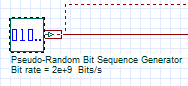 010..
Pseudo-Random Bit Sequence Generator
Bit rate = 2e+9 Bits/s